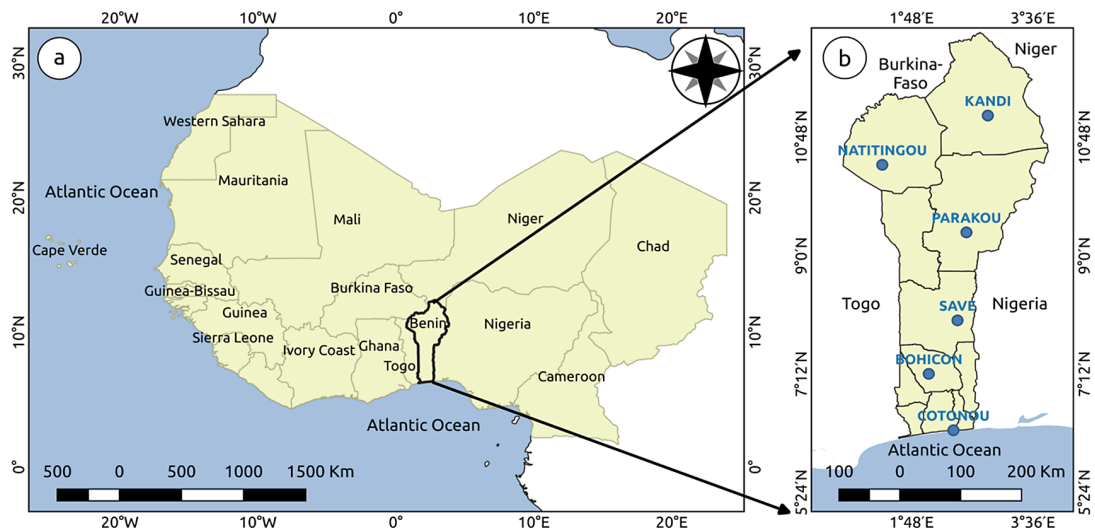 20°W 10°W 0° 10°E 20°E
1°48′E 3°36′E
a
b
30°N
30°N
Niger
Burkina-
Faso
KANDI
10°48′N
10°48′N
Western Sahara
NATITINGOU
Mauritania
Atlantic Ocean
20°N
20°N
Mali
Niger
PARAKOU
Chad
Cape Verde
Senegal
9°0′N
9°0′N
Guinea-Bissau
Burkina Faso
Togo
SAVE
Nigeria
Guinea
Benin
Nigeria
10°N
10°N
Sierra Leone
Ivory Coast
Ghana
Togo
BOHICON
7°12′N
7°12′N
Cameroon
COTONOU
Atlantic Ocean
Atlantic Ocean
0°
0°
500 0 500 1000 1500 Km
100 0 100 200 Km
5°24′N
5°24′N
20°W 10°W 0° 10°E 20°E
1°48′E 3°36′E